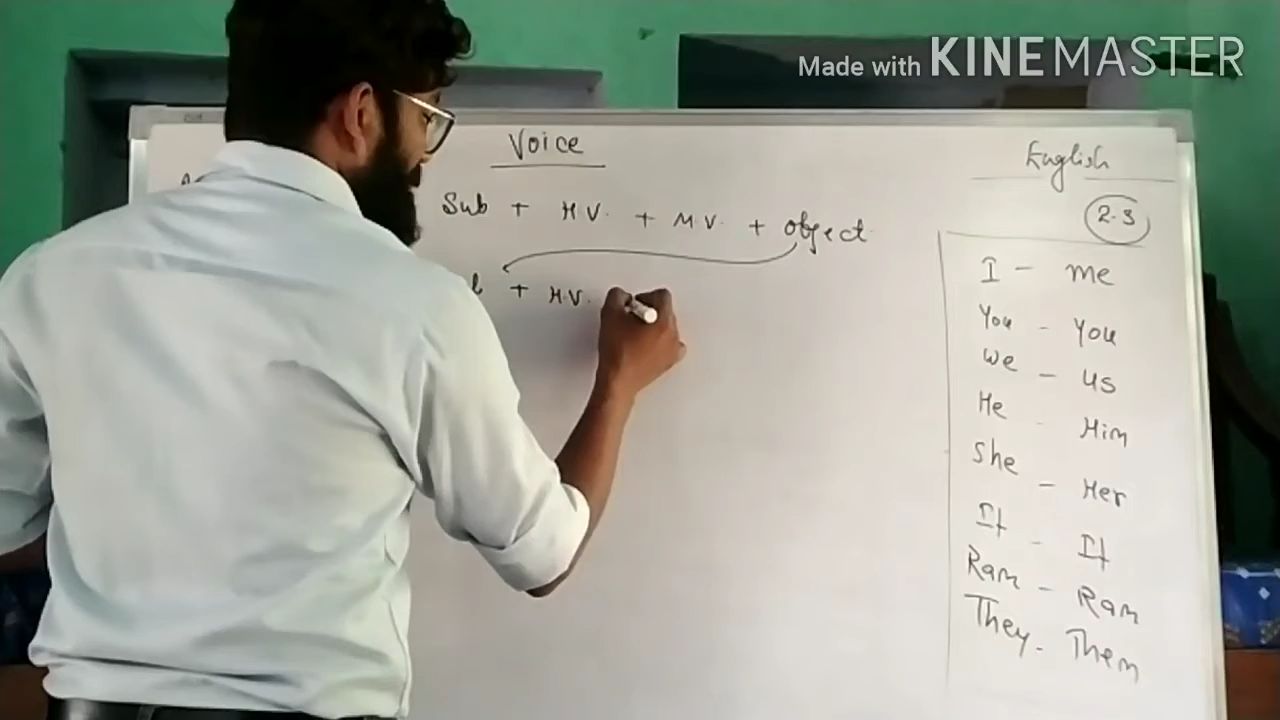 Made with KINEMASTER
Voice
English
2.3
Sub + H.V. + M.V. + Object
+ H.V.
I - me
You - You
We - us
He - Him
She - Her
It - It
Ram - Ram
They - Them